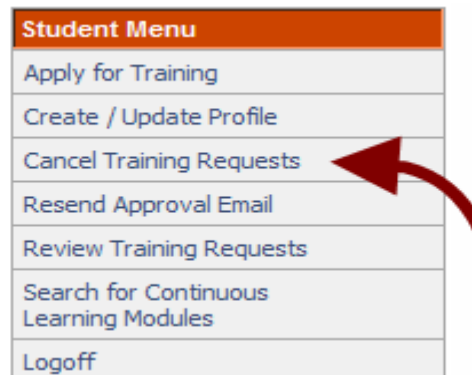 Student Menu
Apply for Training
Create / Update Profile
Cancel Training Requests
Resend Approval Email
Review Training Requests
Search for Continuous
Learning Modules
Logoff